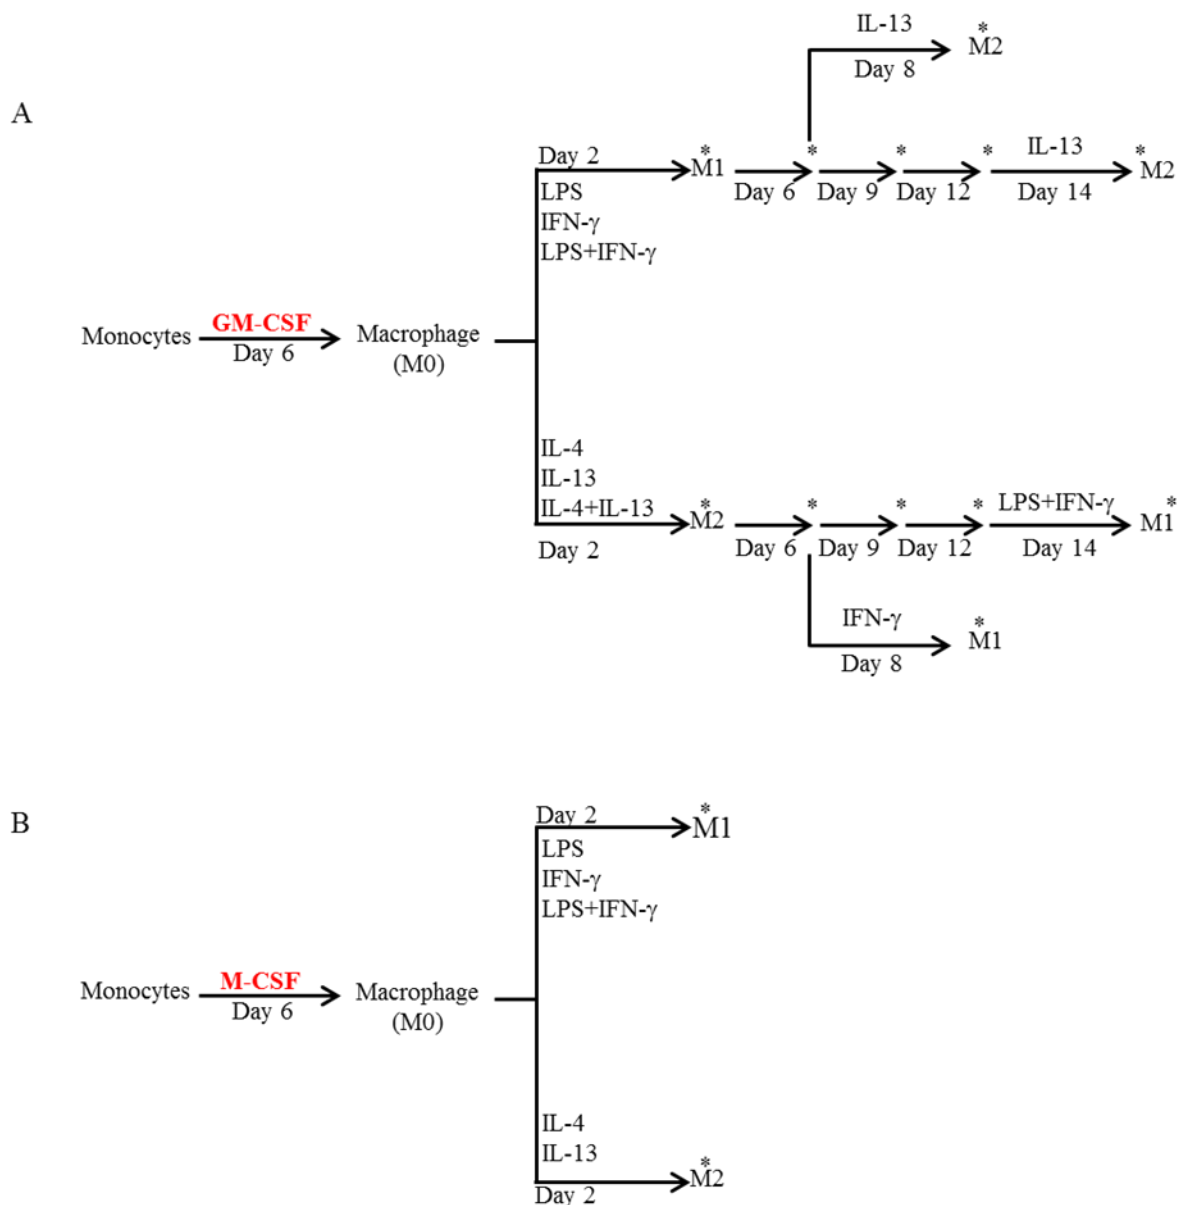 A
IL-13
Day 8
*
M2
Day 2
LPS
IFN-γ
LPS+IFN-γ
*
M1
Day 6
*
Day 9
*
Day 12
*
IL-13
Day 14
*
M2
Monocytes
GM-CSF
Day 6
Macrophage
(M0)
IL-4
IL-13
IL-4+IL-13
Day 2
*
M2
Day 6
*
Day 9
*
Day 12
*
LPS+IFN-γ
Day 14
*
M1
IFN-γ
Day 8
*
M1
B
Day 2
LPS
IFN-γ
LPS+IFN-γ
*
M1
Monocytes
M-CSF
Day 6
Macrophage
(M0)
IL-4
IL-13
Day 2
*
M2